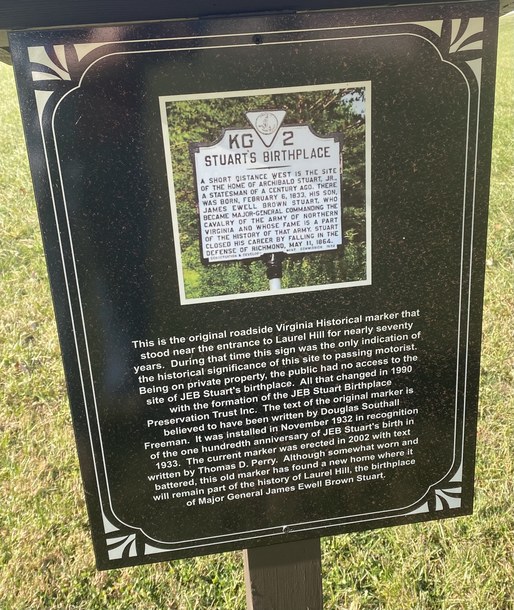 KG 2
STUART'S BIRTHPLACE
A SHORT DISTANCE WEST IS THE SITE
OF THE HOME OF ARCHIBALD STUART, JR.,
A STATESMAN OF A CENTURY AGO. THERE
WAS BORN, FEBRUARY 6, 1833, HIS SON,
JAMES EWELL BROWN STUART, WHO
BECAME MAJOR-GENERAL COMMANDING THE
CAVALRY OF THE ARMY OF NORTHERN
VIRGINIA AND WHOSE FAME IS A PART
OF THE HISTORY OF THAT ARMY. STUART
CLOSED HIS CAREER BY FALLING IN THE
DEFENSE OF RICHMOND, MAY 11, 1864.
This is the original roadside Virginia Historical marker that
stood near the entrance to Laurel Hill for nearly seventy
years. During that time this sign was the only indication of
the historical significance of this site to passing motorist.
Being on private property, the public had no access to the
site of JEB Stuart's birthplace. All that changed in 1990
with the formation of the JEB Stuart Birthplace
Preservation Trust Inc. The text of the original marker is
believed to have been written by Douglas Southall
Freeman. It was installed in November 1932 in recognition
of the one hundredth anniversary of JEB Stuart's birth in
1933. The current marker was erected in 2002 with text
written by Thomas D. Perry. Although somewhat worn and
battered, this old marker has found a new home where it
will remain part of the history of Laurel Hill, the birthplace
of Major General James Ewell Brown Stuart.